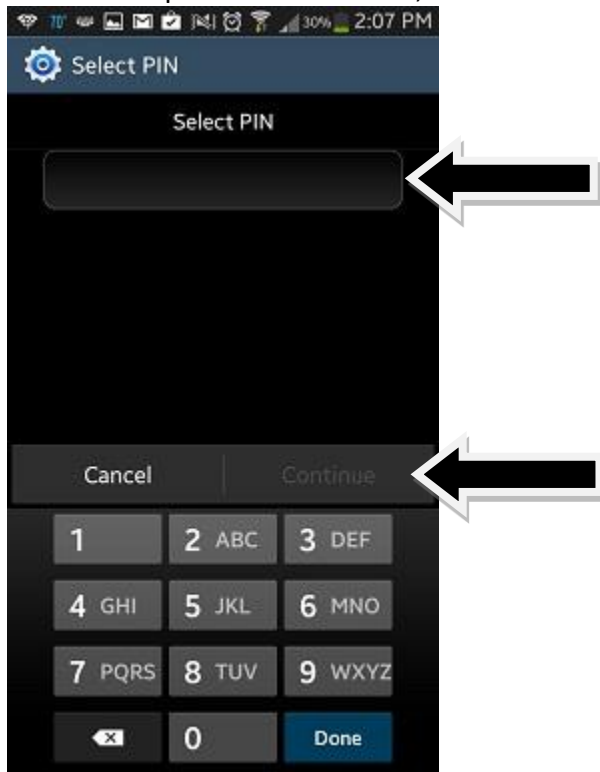 30% 2:07 PM
Select PIN
Select PIN
Cancel Continue
1 2 ABC 3 DEF
4 GHI 5 JKL 6 MNO
7 PQRS 8 TUV 9 WXYZ
0 Done